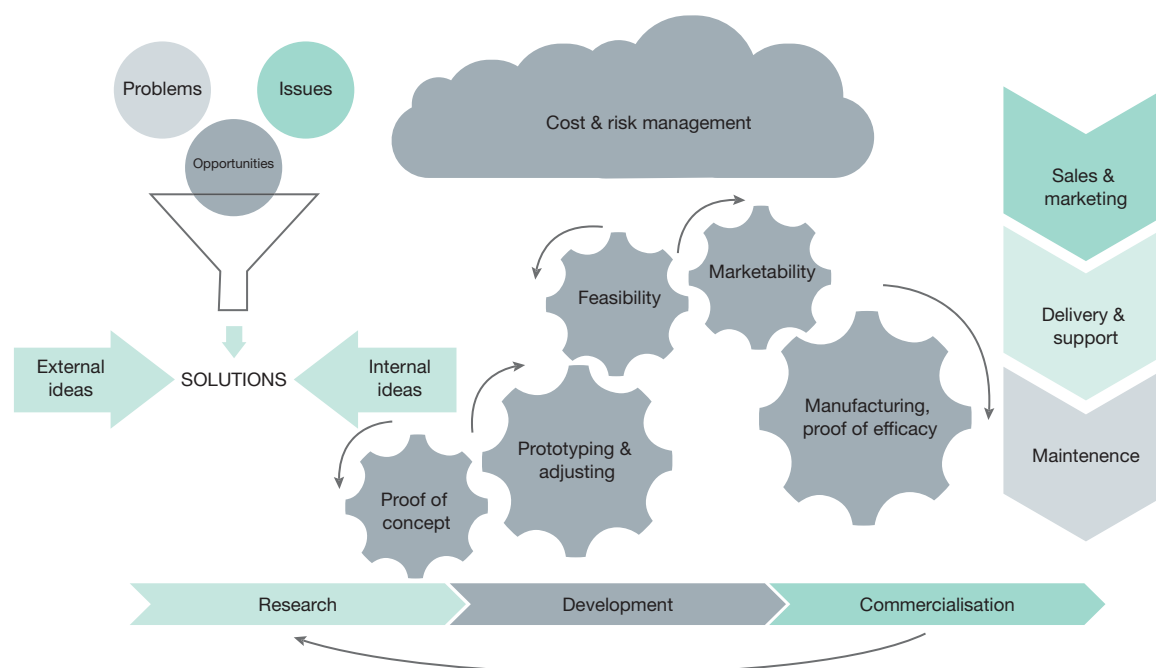 Problems
Issues
Opportunities
Cost & risk management
Sales &
marketing
Feasibility
Marketability
Delivery &
support
External
ideas
SOLUTIONS
Internal
ideas
Manufacturing,
proof of efficacy
Prototyping &
adjusting
Maintenence
Proof of
concept
Research
Development
Commercialisation